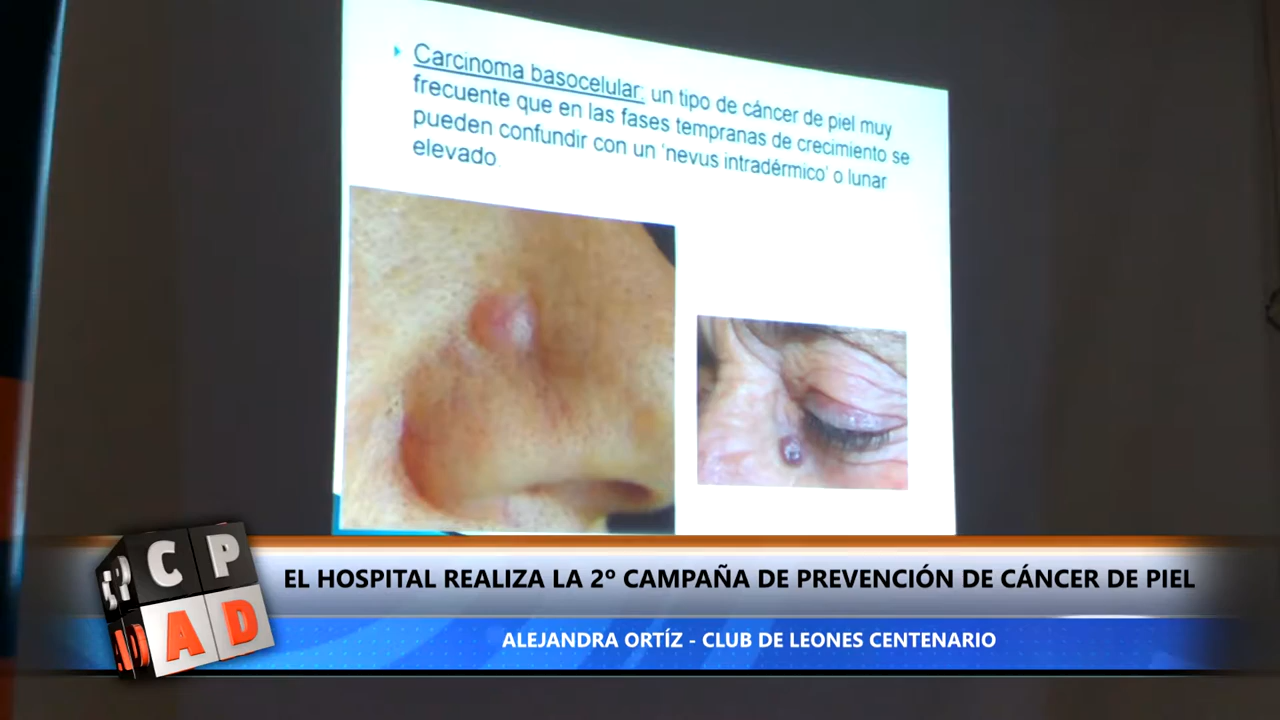 Carcinoma basocelular: un tipo de cáncer de piel muy
frecuente que en las fases tempranas de crecimiento se
pueden confundir con un 'nevus intradérmico' o lunar
elevado.
CP
AD
EL HOSPITAL REALIZA LA 2º CAMPAÑA DE PREVENCIÓN DE CÁNCER DE PIEL
ALEJANDRA ORTÍZ - CLUB DE LEONES CENTENARIO